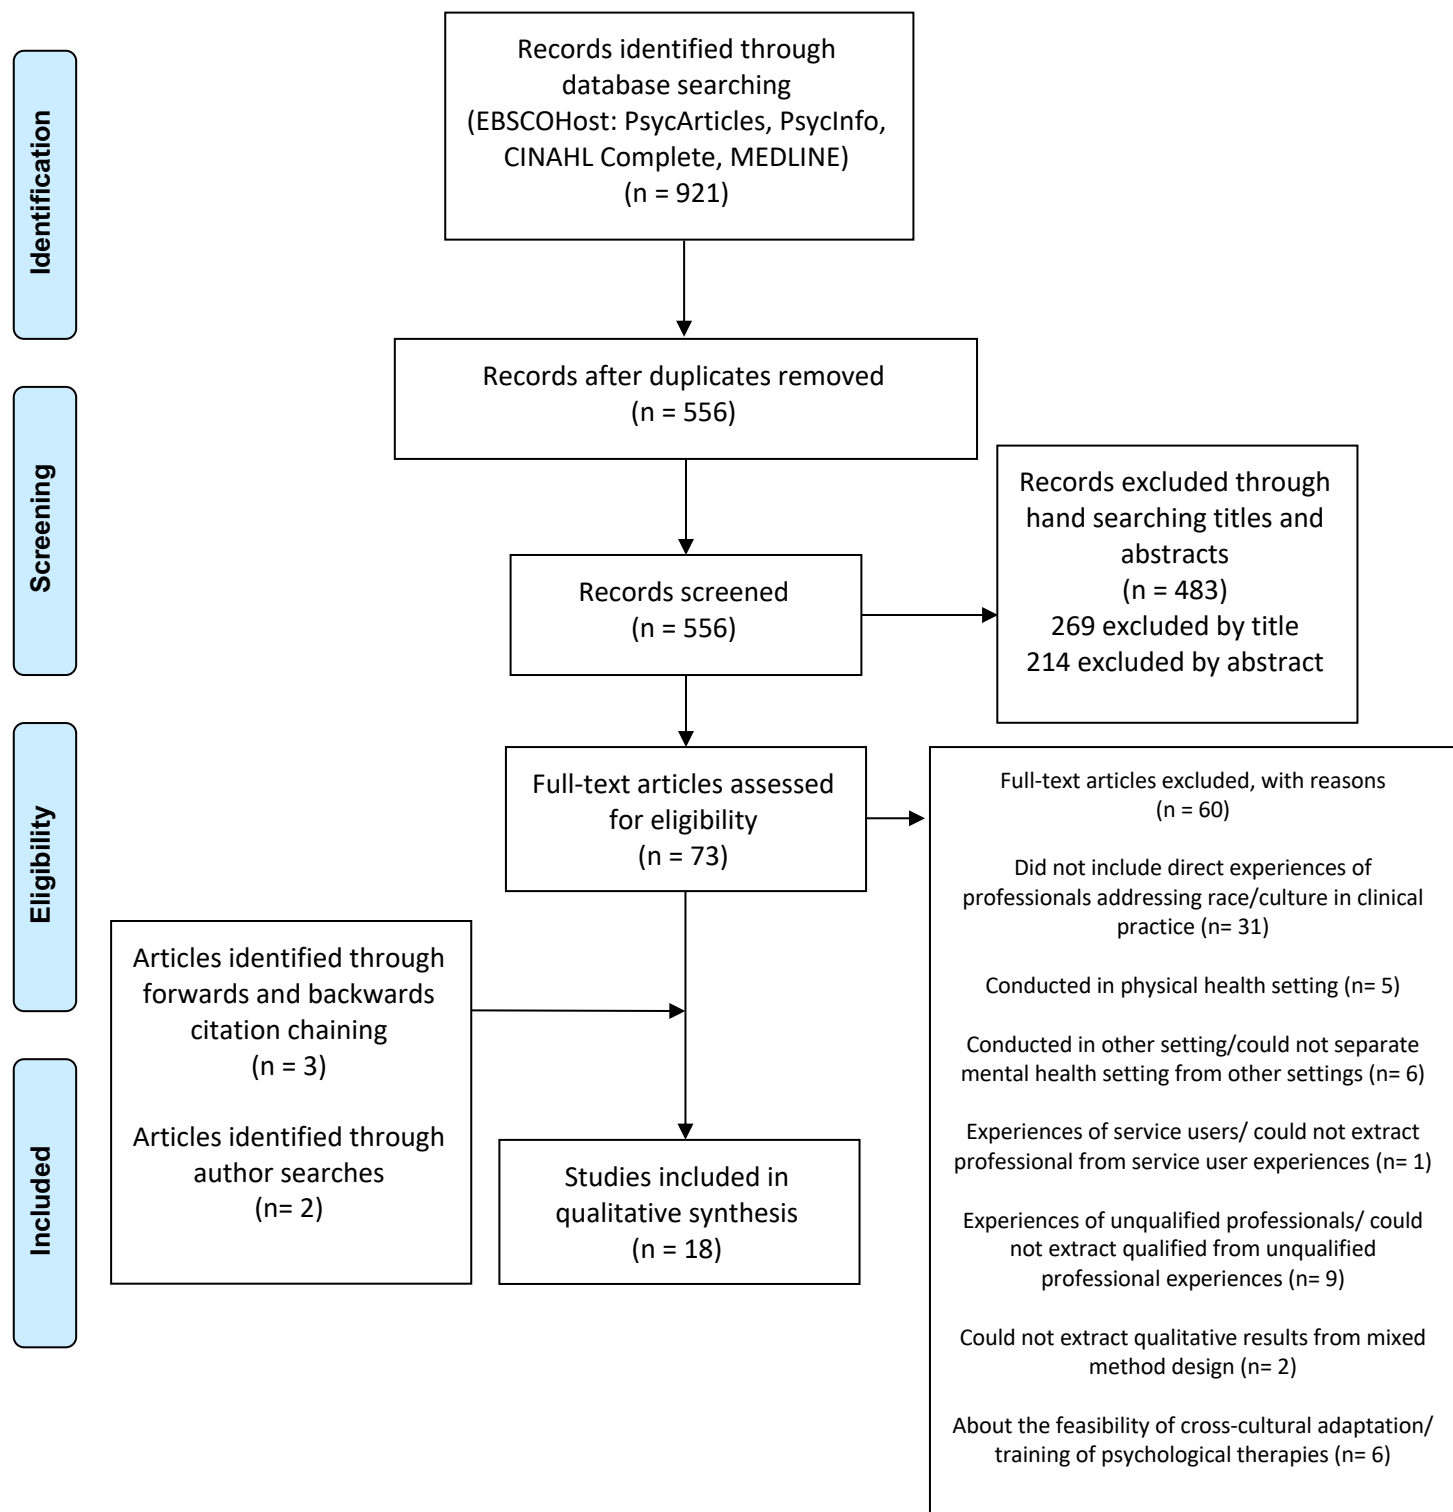 Identification
Records identified through
database searching
(EBSCOHost: PsycArticles, PsycInfo,
CINAHL Complete, MEDLINE)
(n = 921)
Records after duplicates removed
(n = 556)
Screening
Records screened
(n = 556)
Records excluded through
hand searching titles and
abstracts
(n = 483)
269 excluded by title
214 excluded by abstract
Eligibility
Full-text articles assessed
for eligibility
(n = 73)
Full-text articles excluded, with reasons
(n = 60)
Did not include direct experiences of
professionals addressing race/culture in clinical
practice (n= 31)
Conducted in physical health setting (n= 5)
Conducted in other setting/could not separate
mental health setting from other settings (n= 6)
Experiences of service users/ could not extract
professional from service user experiences (n= 1)
Experiences of unqualified professionals/ could
not extract qualified from unqualified
professional experiences (n= 9)
Could not extract qualitative results from mixed
method design (n= 2)
About the feasibility of cross-cultural adaptation/
training of psychological therapies (n= 6)
Articles identified through
forwards and backwards
citation chaining
(n = 3)
Articles identified through
author searches
(n= 2)
Included
Studies included in
qualitative synthesis
(n = 18)